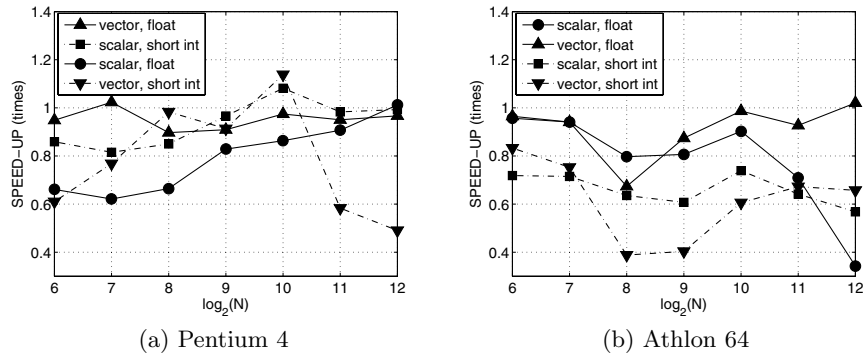 1.4
1.2
1
0.8
0.6
0.4
SPEED−UP (times)
vector, float
scalar, short int
scalar, float
vector, short int
6 7 8 9 10 11 12
log2(N)
(a) Pentium 4
1.4
1.2
1
0.8
0.6
0.4
SPEED−UP (times)
scalar, float
vector, float
scalar, short int
vector, short int
6 7 8 9 10 11 12
log2(N)
(b) Athlon 64